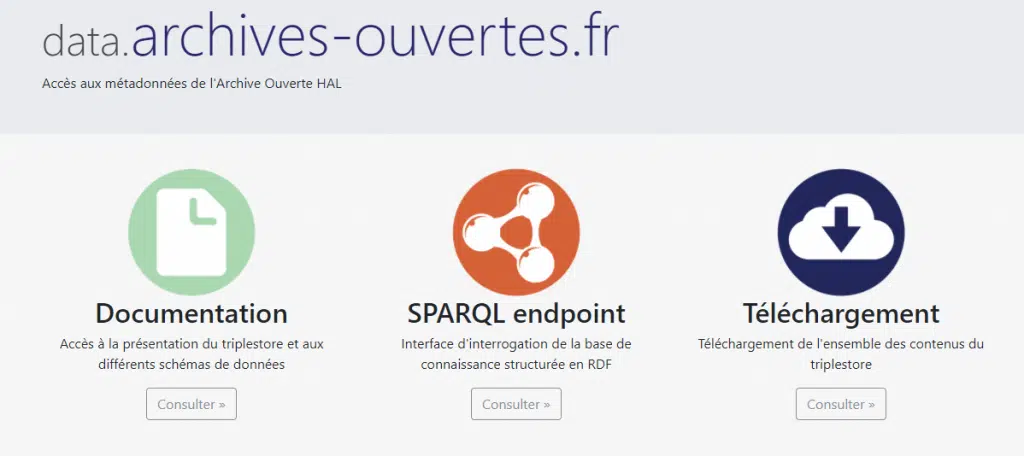 data.archives-ouvertes.fr
Accès aux métadonnées de l'Archive Ouverte HAL
Documentation
Accès à la présentation du triplestore et aux
différents schémas de données
Consulter »
SPARQL endpoint
Interface d'interrogation de la base de
connaissance structurée en RDF
Consulter »
Téléchargement
Téléchargement de l'ensemble des contenus du
triplestore
Consulter »